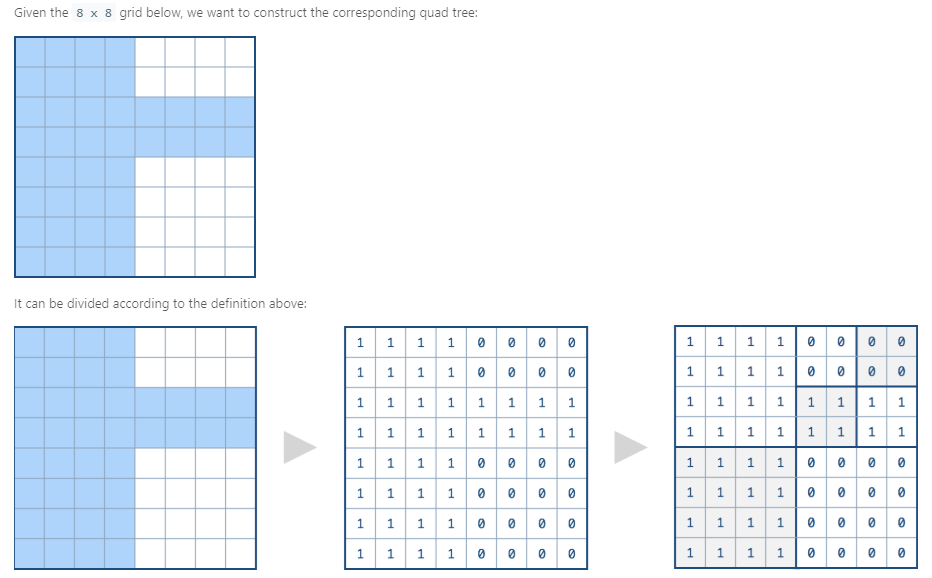 Given the 8 x 8 grid below, we want to construct the corresponding quad tree:
It can be divided according to the definition above:
1 1 1 1 0 0 0 0
1 1 1 1 0 0 0 0
1 1 1 1 1 1 1 1
1 1 1 1 1 1 1 1
1 1 1 1 0 0 0 0
1 1 1 1 0 0 0 0
1 1 1 1 0 0 0 0
1 1 1 1 0 0 0 0
1 1 1 1 0 0 0 0
1 1 1 1 0 0 0 0
1 1 1 1 1 1 1 1
1 1 1 1 1 1 1 1
1 1 1 1 0 0 0 0
1 1 1 1 0 0 0 0
1 1 1 1 0 0 0 0
1 1 1 1 0 0 0 0